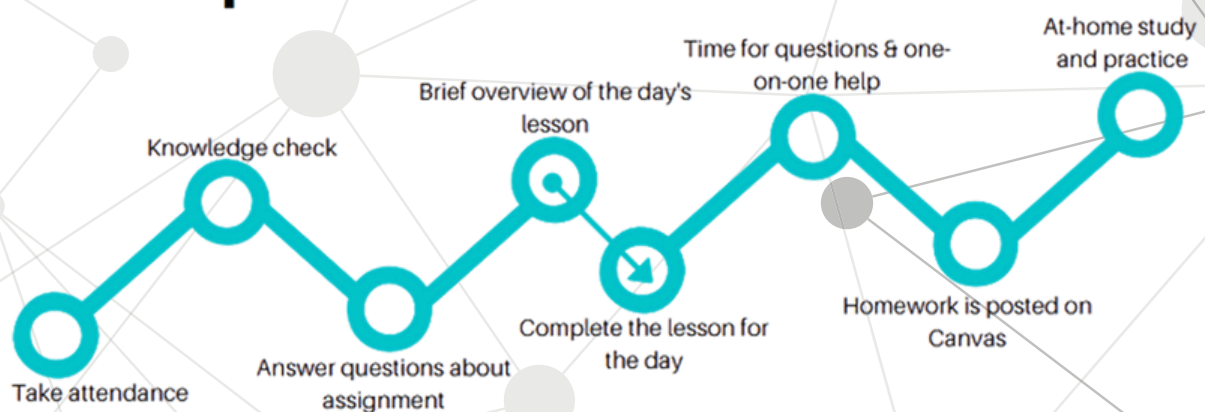 Take attendance
Knowledge check
Answer questions about
assignment
Brief overview of the day's
lesson
Complete the lesson for
the day
Time for questions & one-
on-one help
Homework is posted on
Canvas
At-home study
and practice